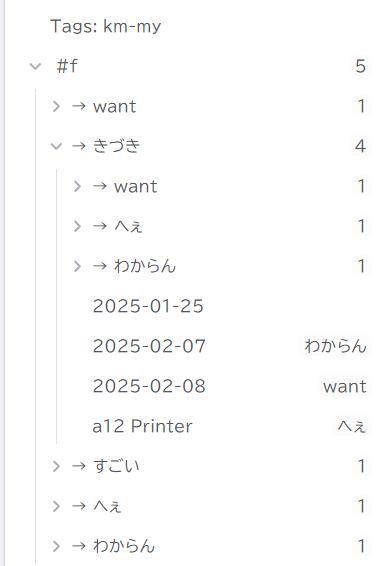 Tags: km-my
#f 5
→ want 1
→ きづき 4
→ want 1
→ へぇ 1
→ わからん 1
2025-01-25
2025-02-07 わからん
2025-02-08 want
a12 Printer へぇ
→ すごい 1
→ へぇ 1
→ わからん 1